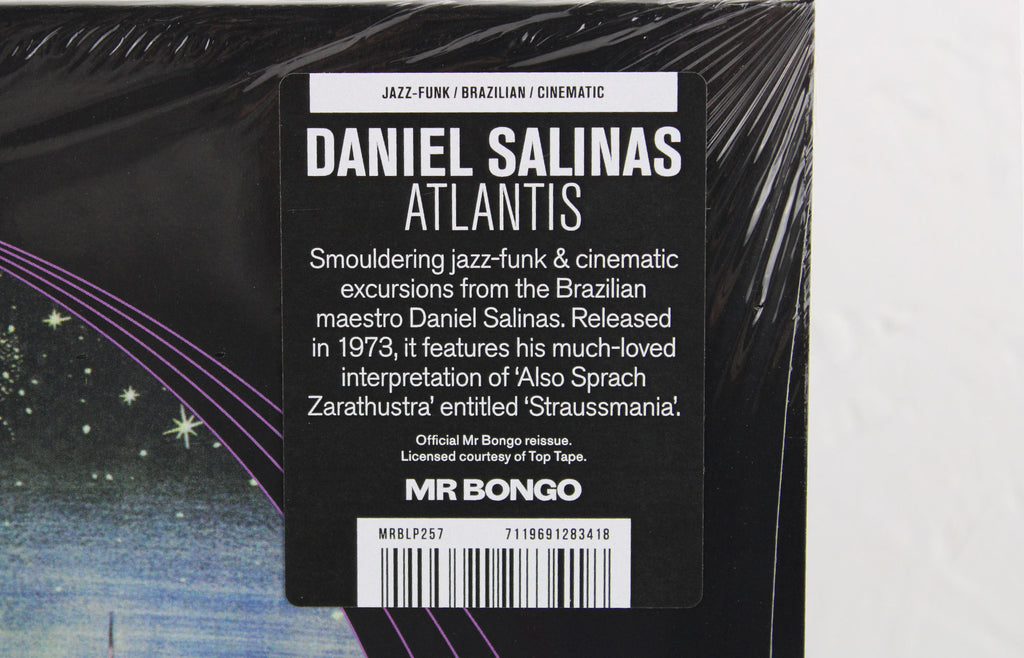 JAZZ-FUNK / BRAZILIAN / CINEMATIC
DANIEL SALINAS
ATLANTIS
Smouldering jazz-funk & cinematic
excursions from the Brazilian
maestro Daniel Salinas. Released
in 1973, it features his much-loved
interpretation of ‘Also Sprach
Zarathustra’ entitled ‘Straussmania’.
Official Mr Bongo reissue.
Licensed courtesy of Top Tape.
MR BONGO
MRBLP257 7119691283418